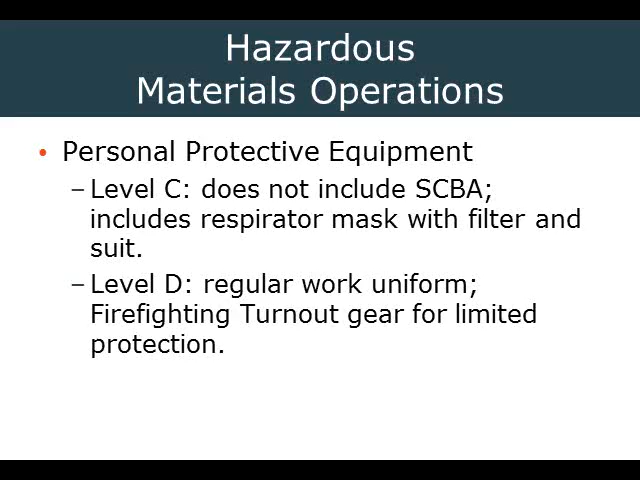 Hazardous
Materials Operations
• Personal Protective Equipment
– Level C: does not include SCBA;
includes respirator mask with filter and
suit.
– Level D: regular work uniform;
Firefighting Turnout gear for limited
protection.